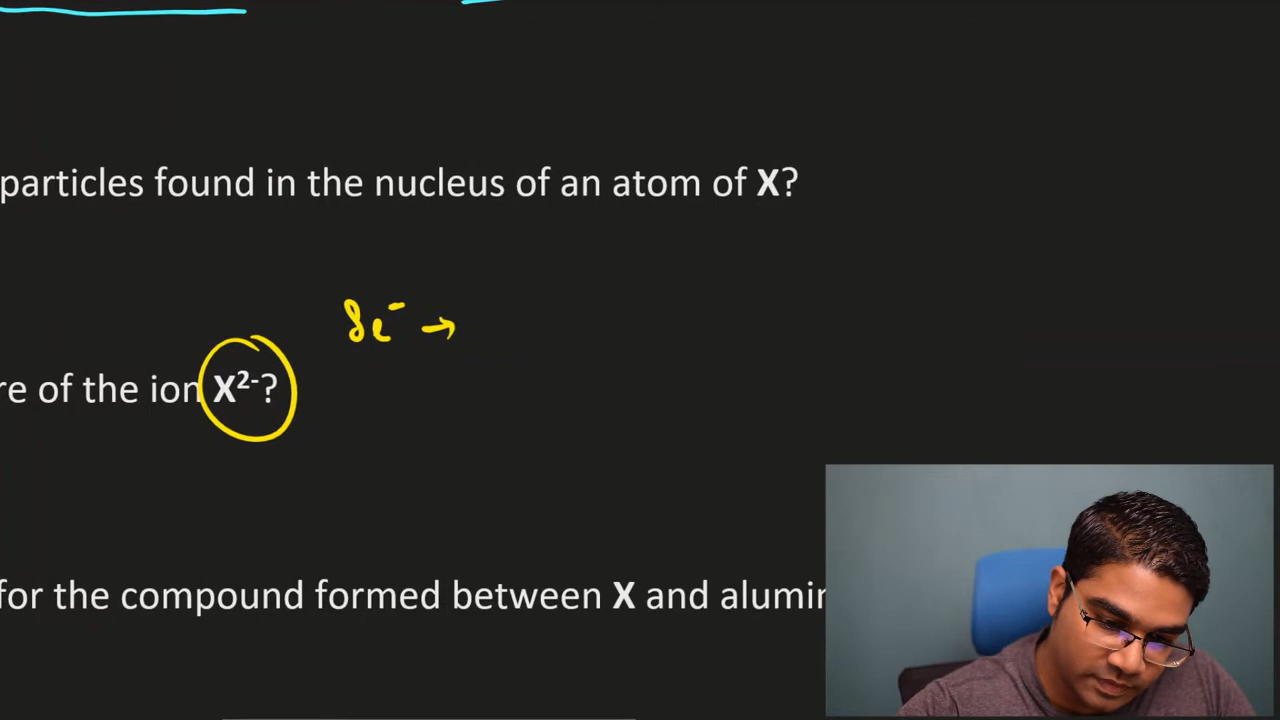 particles found in the nucleus of an atom of X?
8e⁻ →
re of the ion X²⁻?
for the compound formed between X and alumin